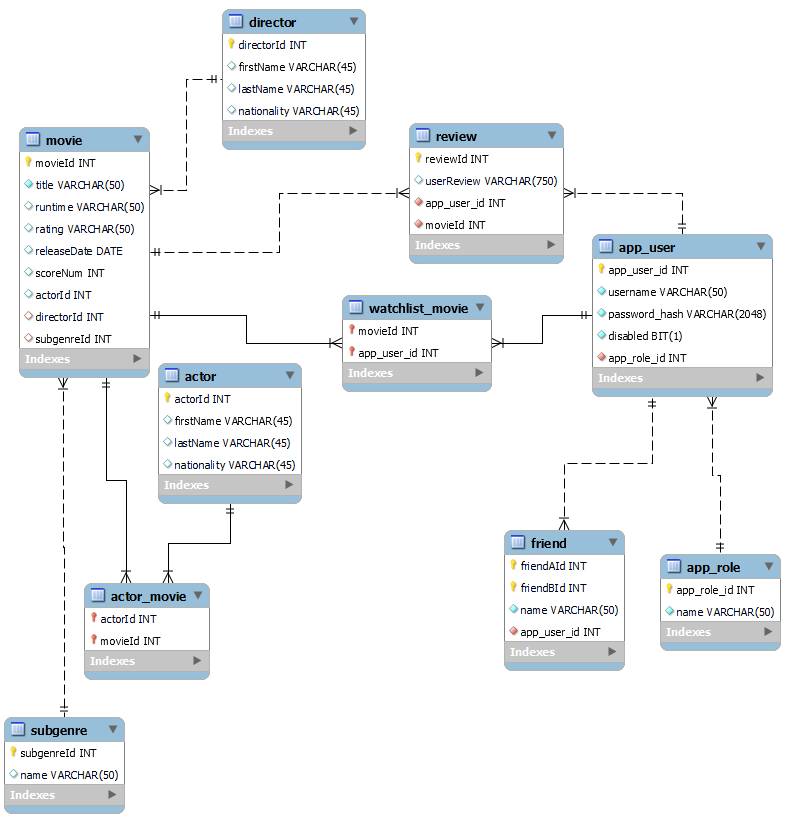 director
directorId INT
firstName VARCHAR(45)
lastName VARCHAR(45)
nationality VARCHAR(45)
Indexes
movie
movieId INT
title VARCHAR(50)
runtime VARCHAR(50)
rating VARCHAR(50)
releaseDate DATE
scoreNum INT
actorId INT
directorId INT
subgenreId INT
Indexes
review
reviewId INT
userReview VARCHAR(750)
app_user_id INT
movieId INT
Indexes
app_user
app_user_id INT
username VARCHAR(50)
password_hash VARCHAR(2048)
disabled BIT(1)
app_role_id INT
Indexes
watchlist_movie
movieId INT
app_user_id INT
Indexes
actor
actorId INT
firstName VARCHAR(45)
lastName VARCHAR(45)
nationality VARCHAR(45)
Indexes
friend
friendAId INT
friendBId INT
name VARCHAR(50)
app_user_id INT
Indexes
app_role
app_role_id INT
name VARCHAR(50)
Indexes
actor_movie
actorId INT
movieId INT
Indexes
subgenre
subgenreId INT
name VARCHAR(50)
Indexes